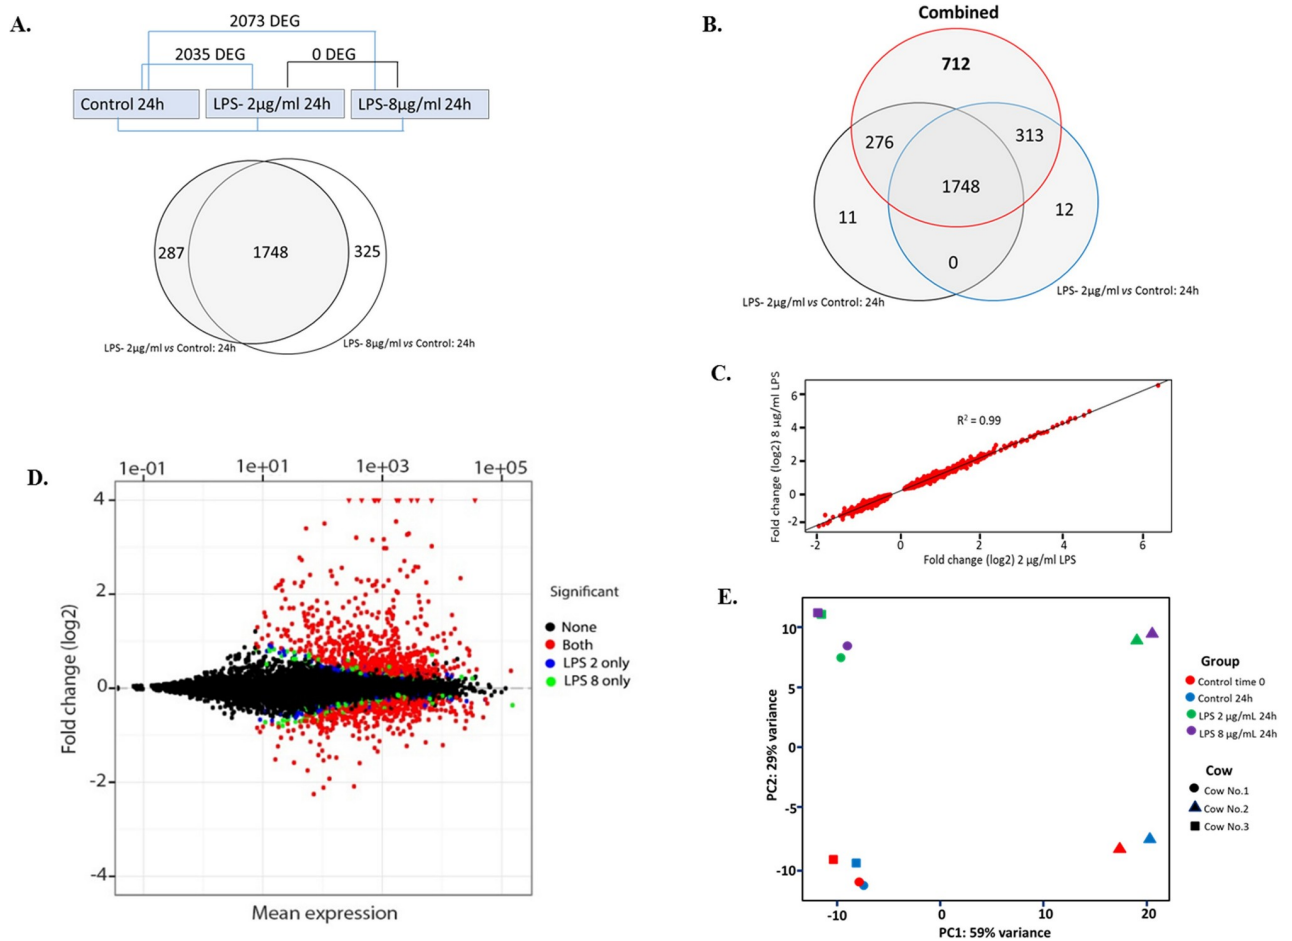 A.
2073 DEG
2035 DEG
0 DEG
Control 24h
LPS- 2µg/ml 24h
LPS-8µg/ml 24h
287
1748
325
LPS- 2µg/ml vs Control: 24h
LPS- 8µg/ml vs Control: 24h
B.
Combined
712
276
313
1748
11
12
0
LPS- 2µg/ml vs Control: 24h
LPS- 2µg/ml vs Control: 24h
C.
Fold change (log2) 8 µg/ml LPS
6
4
2
0
-2
R² = 0.99
-2
0
2
4
6
Fold change (log2) 2 µg/ml LPS
D.
1e-01
1e+01
1e+03
1e+05
Fold change (log2)
4
2
0
-2
-4
Mean expression
Significant
None
Both
LPS 2 only
LPS 8 only
E.
PC2: 29% variance
10
5
0
-5
-10
-10
0
10
20
PC1: 59% variance
Group
Control time 0
Control 24h
LPS 2 µg/mL 24h
LPS 8 µg/mL 24h
Cow
Cow No.1
Cow No.2
Cow No.3